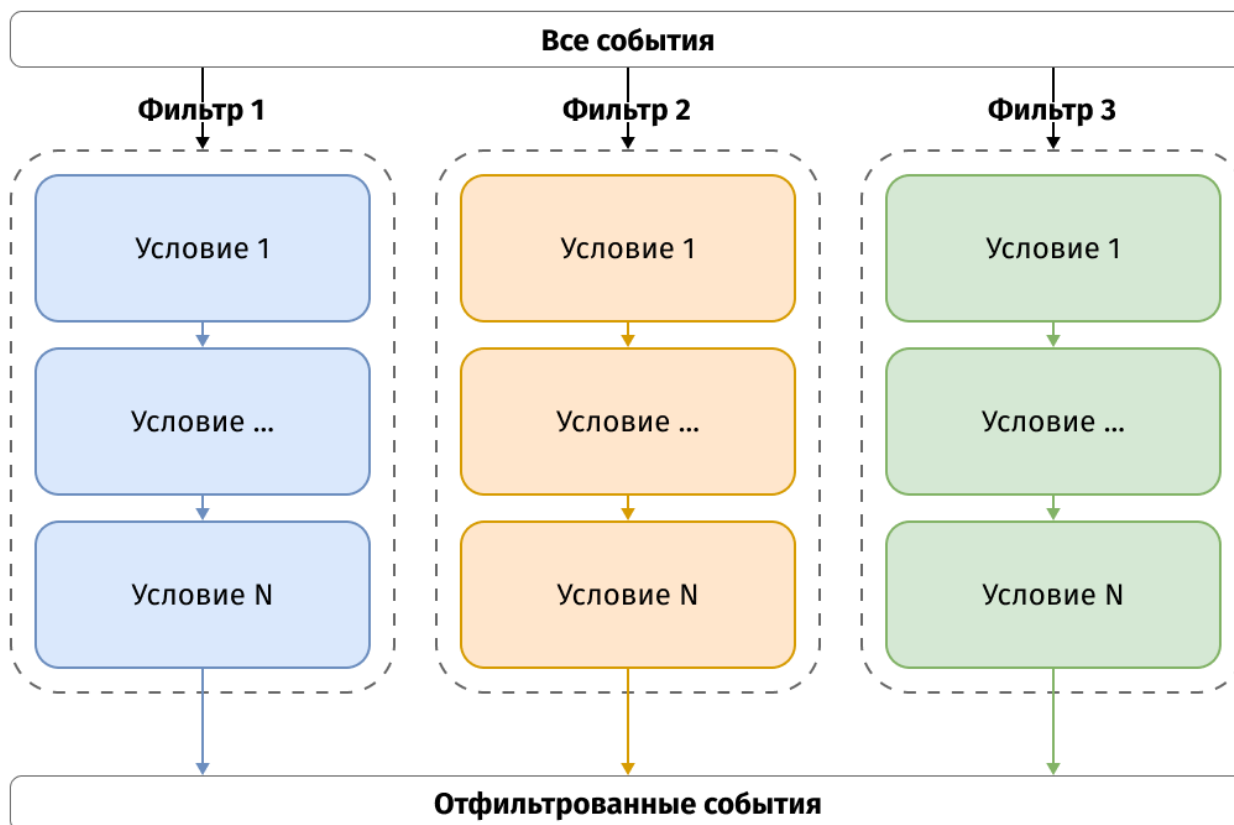 Все события
Фильтр 1
Фильтр 2
Фильтр 3
Условие 1
Условие 1
Условие 1
Условие ...
Условие ...
Условие ...
Условие N
Условие N
Условие N
Отфильтрованные события